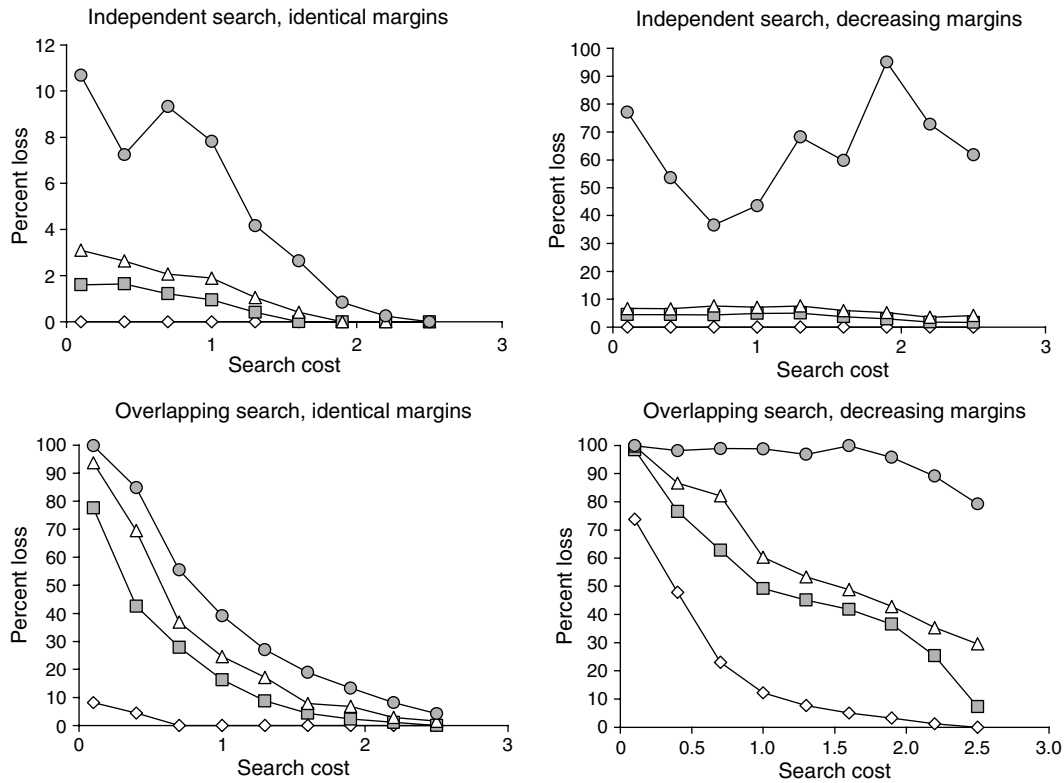 Independent search, identical margins
12
10
8
6
4
2
0
Percent loss
0 1 2 3
Search cost
Independent search, decreasing margins
100
90
80
70
60
50
40
30
20
10
0
Percent loss
0 1 2 3
Search cost
Overlapping search, identical margins
100
90
80
70
60
50
40
30
20
10
0
Percent loss
0 1 2 3
Search cost
Overlapping search, decreasing margins
100
90
80
70
60
50
40
30
20
10
0
Percent loss
0 0.5 1.0 1.5 2.0 2.5 3.0
Search cost